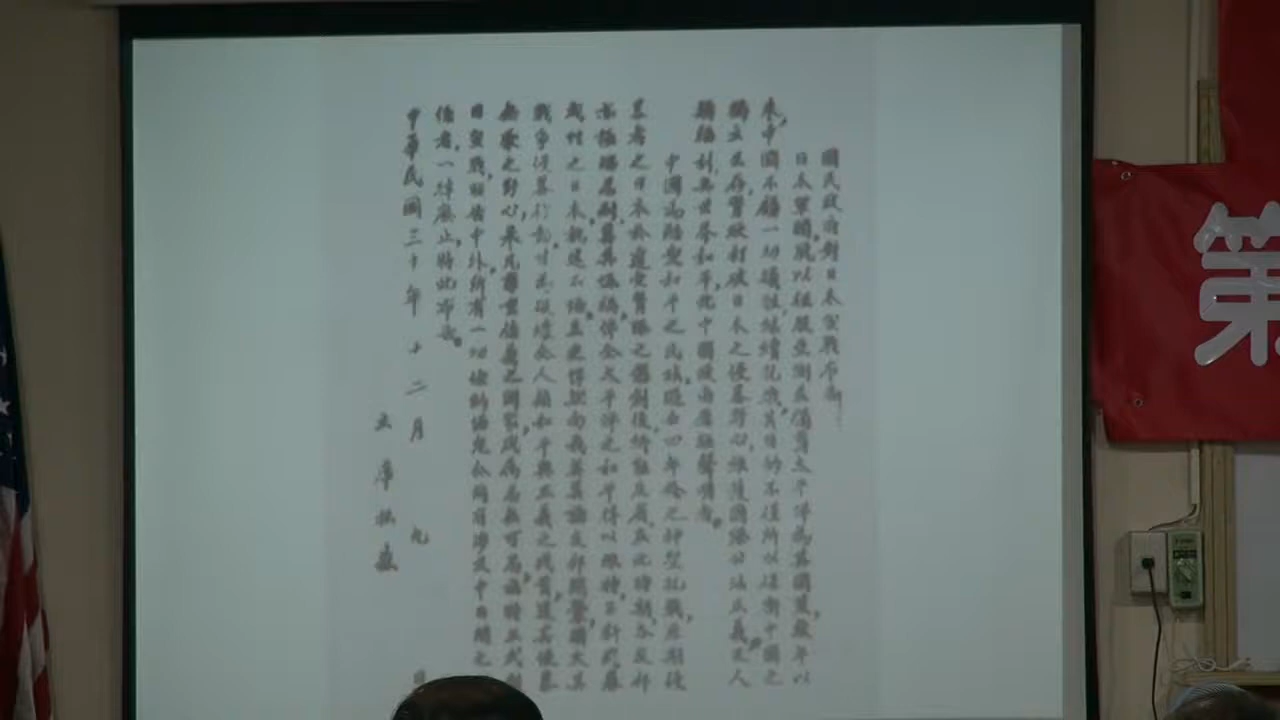 國民政府對日本宣戰布告
日本軍閥夙以征服亞洲並獨霸太平洋為其國策，數年以
來，中國不顧一切犧牲繼續抗戰，其目的不僅所以保衛中國之
獨立生存，實欲打破日本之侵略野心，維護國際公法正義及人
類福利與世界和平，此中國政府屢經聲明者。
中國為酷愛和平之民族，過去四年餘之神聖抗戰，原期侵
略者之日本於遭受實際之懲創後，終能反省，在此時期，各友邦
亦極端忍耐，冀其悔禍，俾全太平洋之和平得以維持，不料殘暴
成性之日本，執迷不悟，且更悍然向我英美諸友邦開釁，擴大其
戰爭侵略行動，甘為破壞全人類和平與正義之戎首，逞其侵略
無厭之野心，舉凡尊重信義之國家，咸屬忍無可忍，茲特正式對
日宣戰，昭告中外，所有一切條約協定合同有涉及中日間之
係者，一律廢止，特此布告。
中華民國三十年十二月九日
主席林森
第